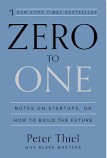 #1 NEW YORK TIMES BESTSELLER
ZERO
TO
ONE
NOTES ON STARTUPS, OR
HOW TO BUILD THE FUTURE
Peter Thiel
WITH BLAKE MASTERS